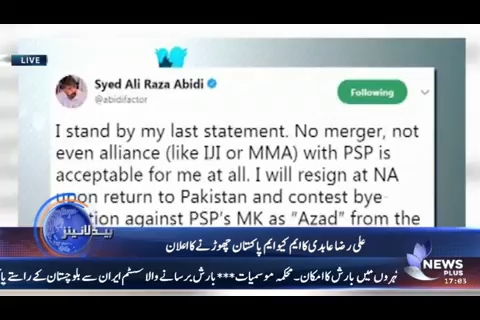 LIVE
Syed Ali Raza Abidi
@abidifactor
Following
I stand by my last statement. No merger, not
even alliance (like IJI or MMA) with PSP is
acceptable for me at all. I will resign at NA
upon return to Pakistan and contest bye
election against PSP's MK as "Azad" from the
ہیڈلائینز
علی رضا عابدی کا ایم کیو ایم پاکستان چھوڑنے کا اعلان
NEWS
PLUS
17:03
شہروں میں بارش کا امکان۔ محکمہ موسمیات***بارش برسانے والا سسٹم ایران سے بلوچستان کے راستے